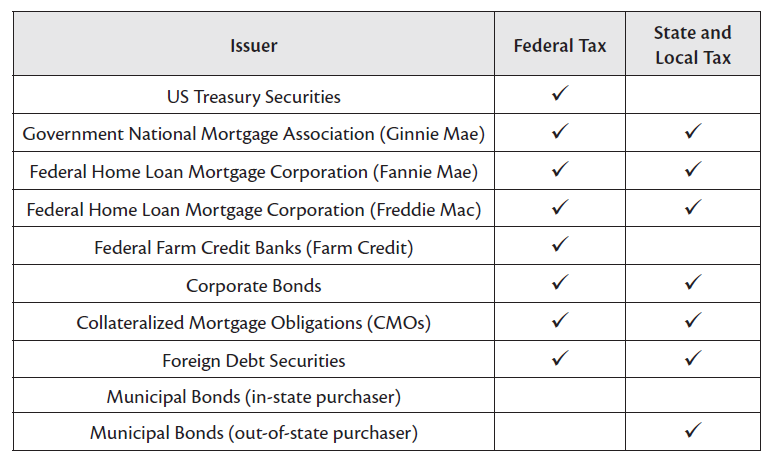 Issuer Federal Tax State and
Local Tax
US Treasury Securities ✓
Government National Mortgage Association (Ginnie Mae) ✓ ✓
Federal Home Loan Mortgage Corporation (Fannie Mae) ✓ ✓
Federal Home Loan Mortgage Corporation (Freddie Mac) ✓ ✓
Federal Farm Credit Banks (Farm Credit) ✓
Corporate Bonds ✓ ✓
Collateralized Mortgage Obligations (CMOs) ✓ ✓
Foreign Debt Securities ✓ ✓
Municipal Bonds (in-state purchaser)
Municipal Bonds (out-of-state purchaser) ✓